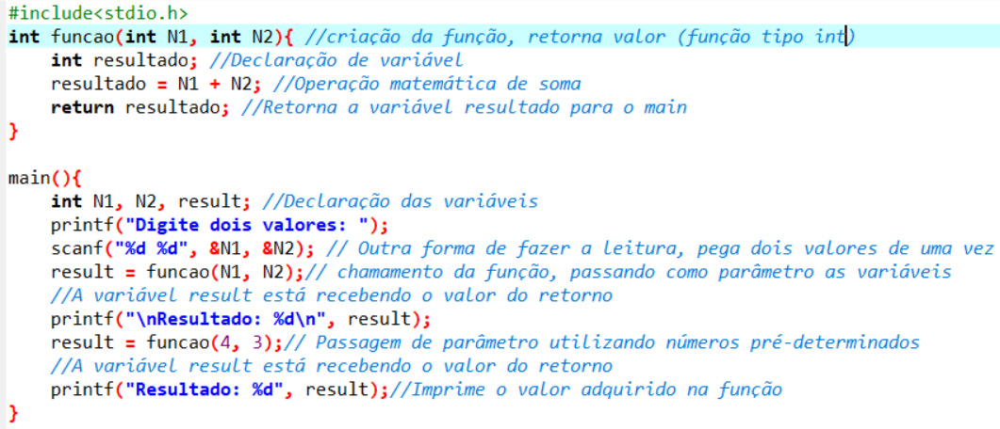 #include<stdio.h>
int funcao(int N1, int N2){ //criação da função, retorna valor (função tipo int)
    int resultado; //Declaração de variável
    resultado = N1 + N2; //Operação matemática de soma
    return resultado; //Retorna a variável resultado para o main
}

main(){
    int N1, N2, result; //Declaração das variáveis
    printf("Digite dois valores: ");
    scanf("%d %d", &N1, &N2); // Outra forma de fazer a leitura, pega dois valores de uma vez
    result = funcao(N1, N2);// chamamento da função, passando como parâmetro as variáveis
    //A variável result está recebendo o valor do retorno
    printf("\nResultado: %d\n", result);
    result = funcao(4, 3);// Passagem de parâmetro utilizando números pré-determinados
    //A variável result está recebendo o valor do retorno
    printf("Resultado: %d", result);//Imprime o valor adquirido na função
}